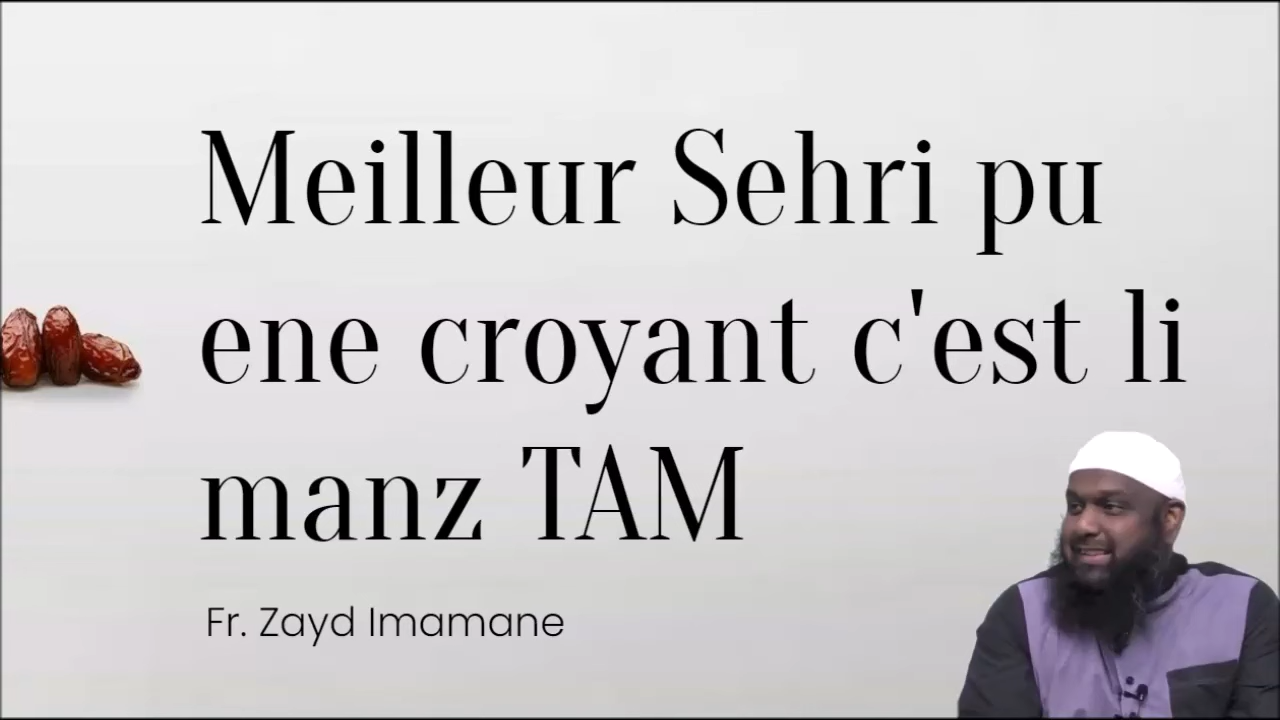 Meilleur Sehri pu
ene croyant c'est li
manz TAM
Fr. Zayd Imamane